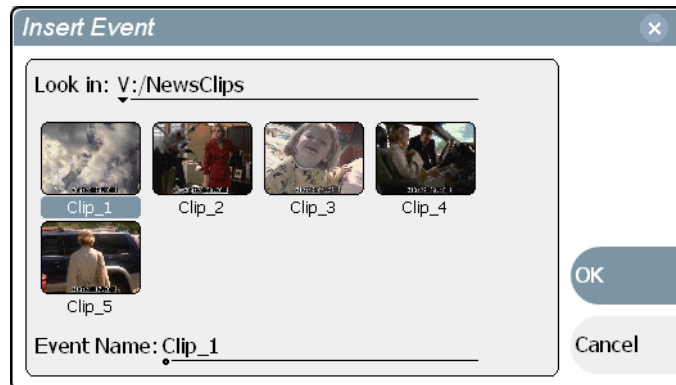 Insert Event
Look in: V:/NewsClips
Clip_1 Clip_2 Clip_3 Clip_4
Clip_5
Event Name: Clip_1
OK
Cancel